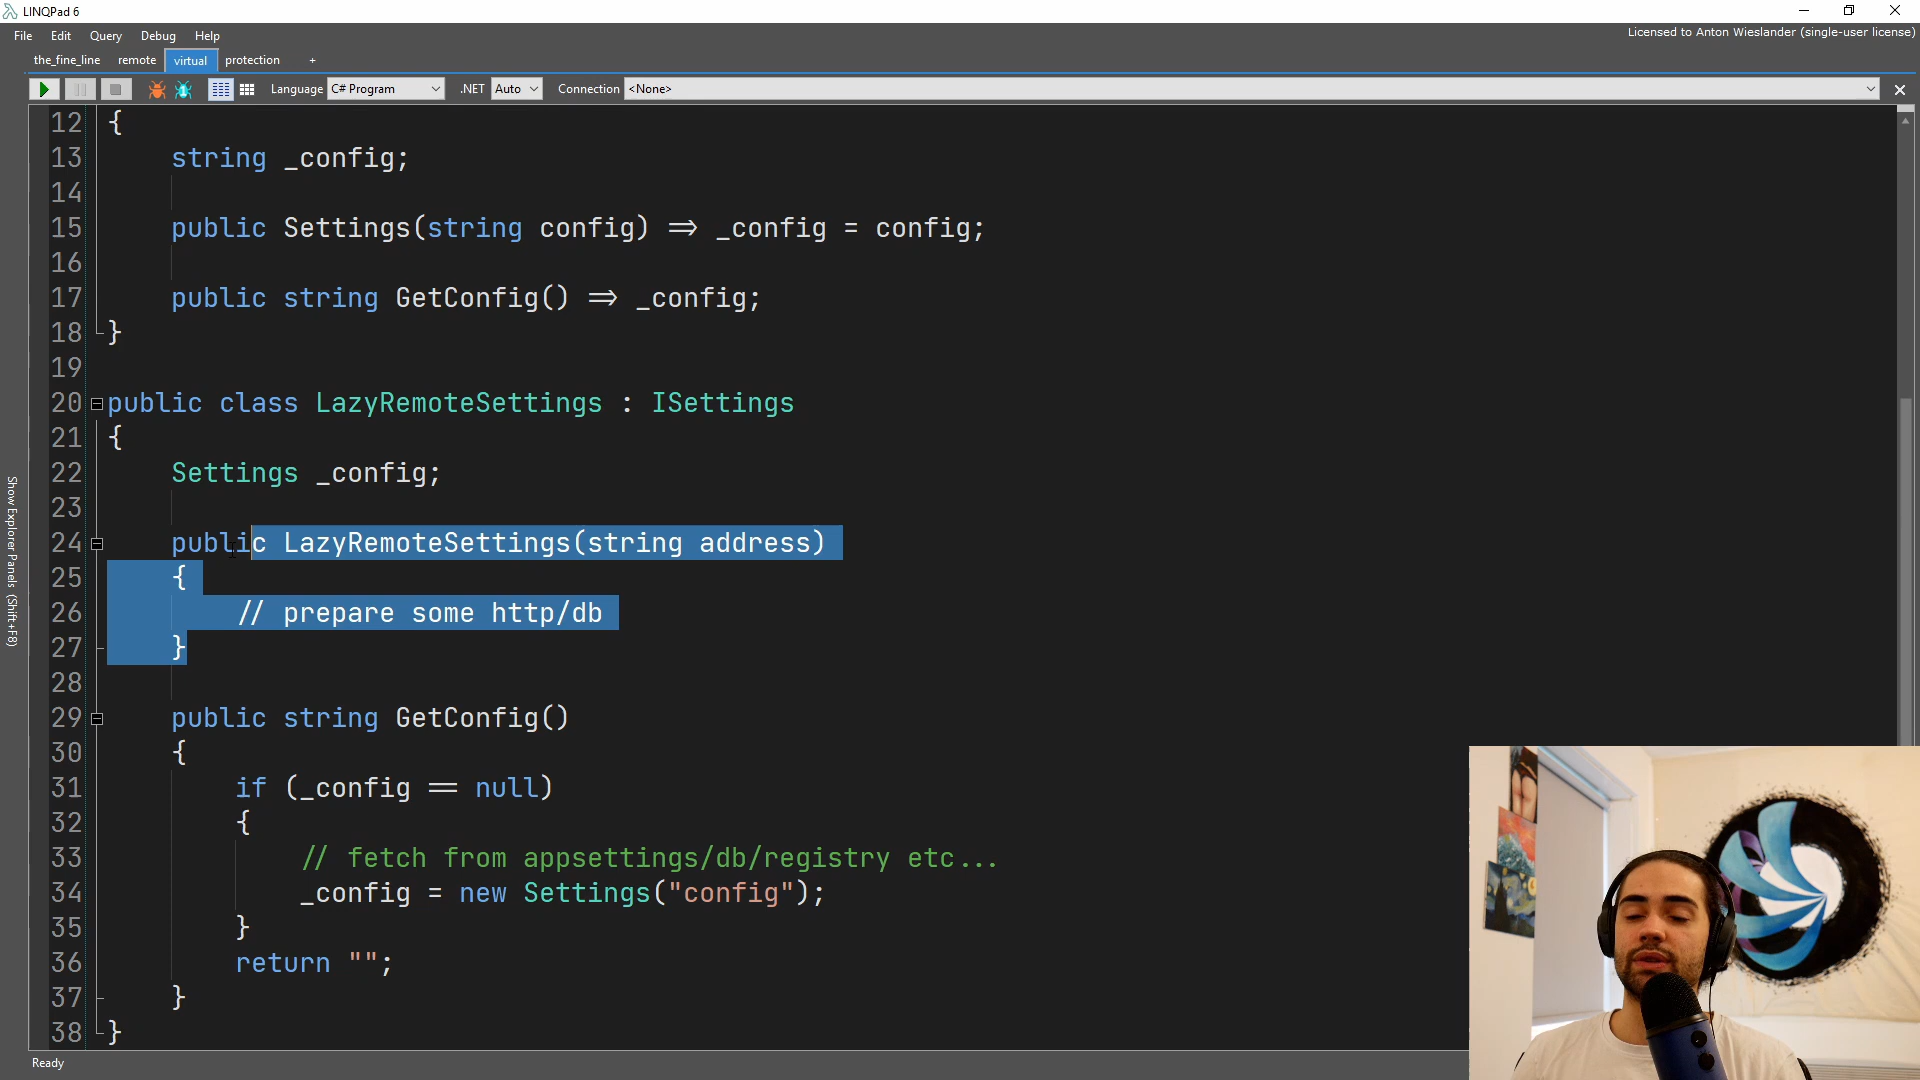 LINQPad 6
File Edit Query Debug Help
Licensed to Anton Wieslander (single-user license)
the_fine_line remote virtual protection +
Language C# Program .NET Auto Connection <None>
Show Explorer Panels (Shift+F8)
12 {
13 string _config;
14
15 public Settings(string config) => _config = config;
16
17 public string GetConfig() => _config;
18 }
19
20 public class LazyRemoteSettings : ISettings
21 {
22 Settings _config;
23
24 public LazyRemoteSettings(string address)
25 {
26 // prepare some http/db
27 }
28
29 public string GetConfig()
30 {
31 if (_config == null)
32 {
33 // fetch from appsettings/db/registry etc...
34 _config = new Settings("config");
35 }
36 return "";
37 }
38 }
Ready